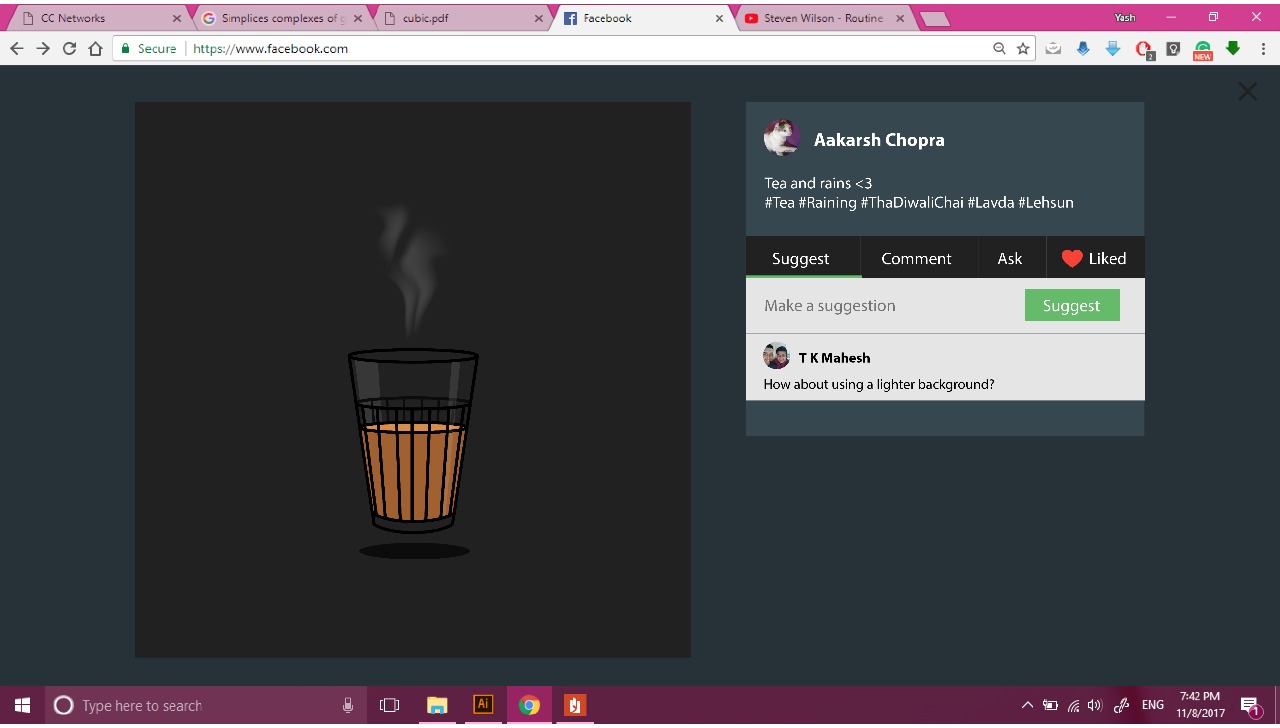 CC Networks
Simplices complexes of g
cubic.pdf
Facebook
Steven Wilson - Routine
Yash
Secure
https://www.facebook.com
2
NEW
Aakarsh Chopra
Tea and rains <3
#Tea #Raining #ThaDiwaliChai #Lavda #Lehsun
Suggest
Comment
Ask
Liked
Make a suggestion
Suggest
T K Mahesh
How about using a lighter background?
Type here to search
Ai
ENG
7:42 PM
11/8/2017
1